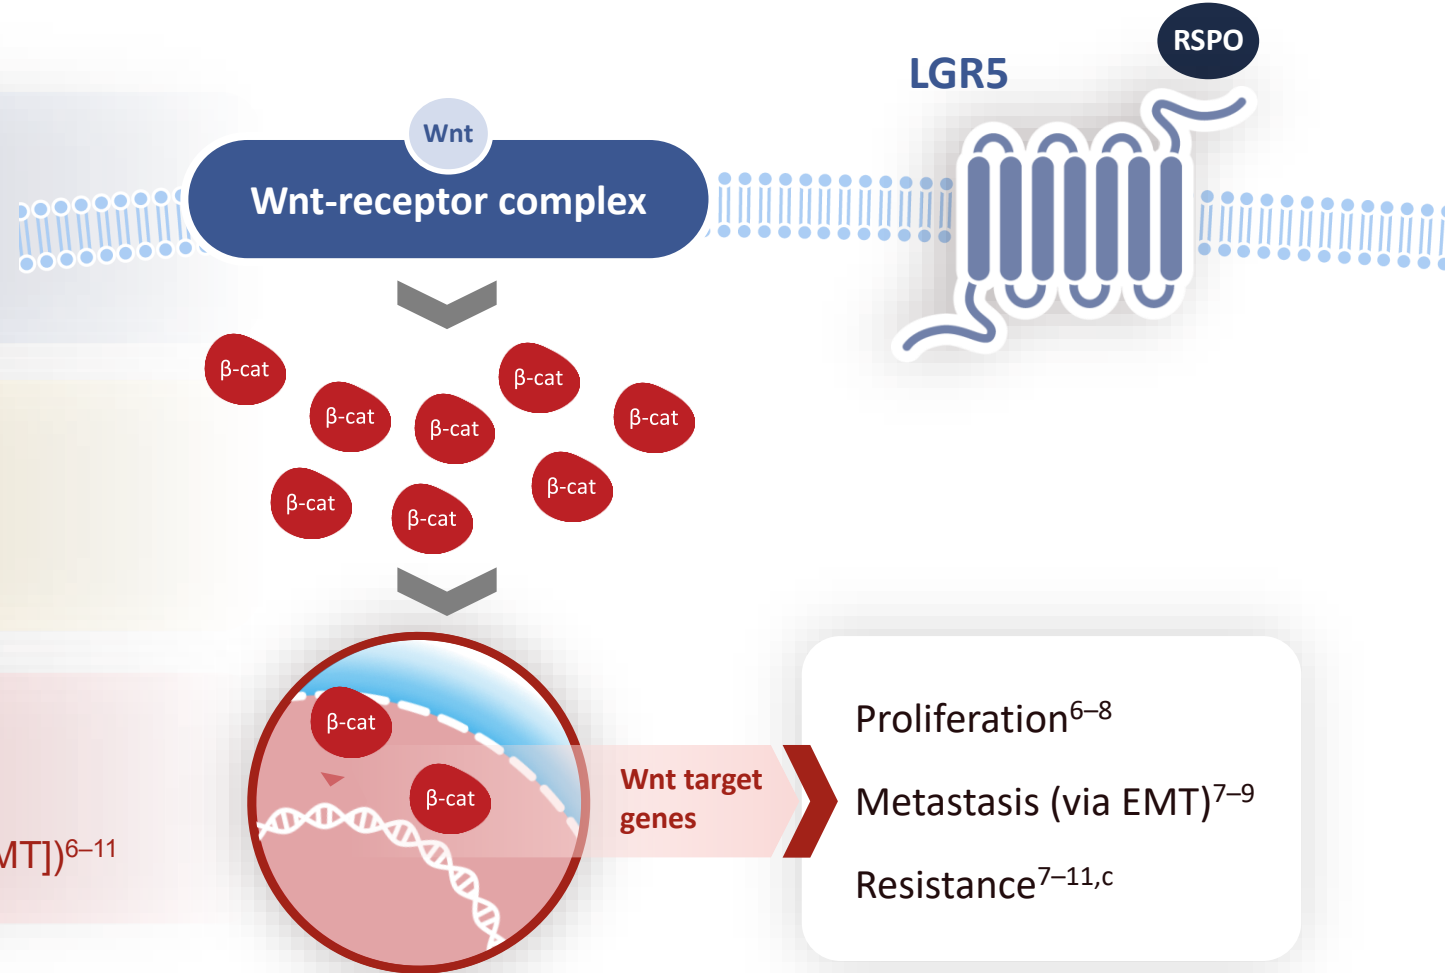 RSPO
LGR5
Wnt
Wnt-receptor complex
β-cat
β-cat
β-cat
β-cat
β-cat
β-cat
β-cat
β-cat
β-cat
β-cat
Wnt target
genes
Proliferation⁶⁻⁸
Metastasis (via EMT)⁷⁻⁹
Resistance⁷⁻¹¹,ᶜ
MT])⁶⁻¹¹